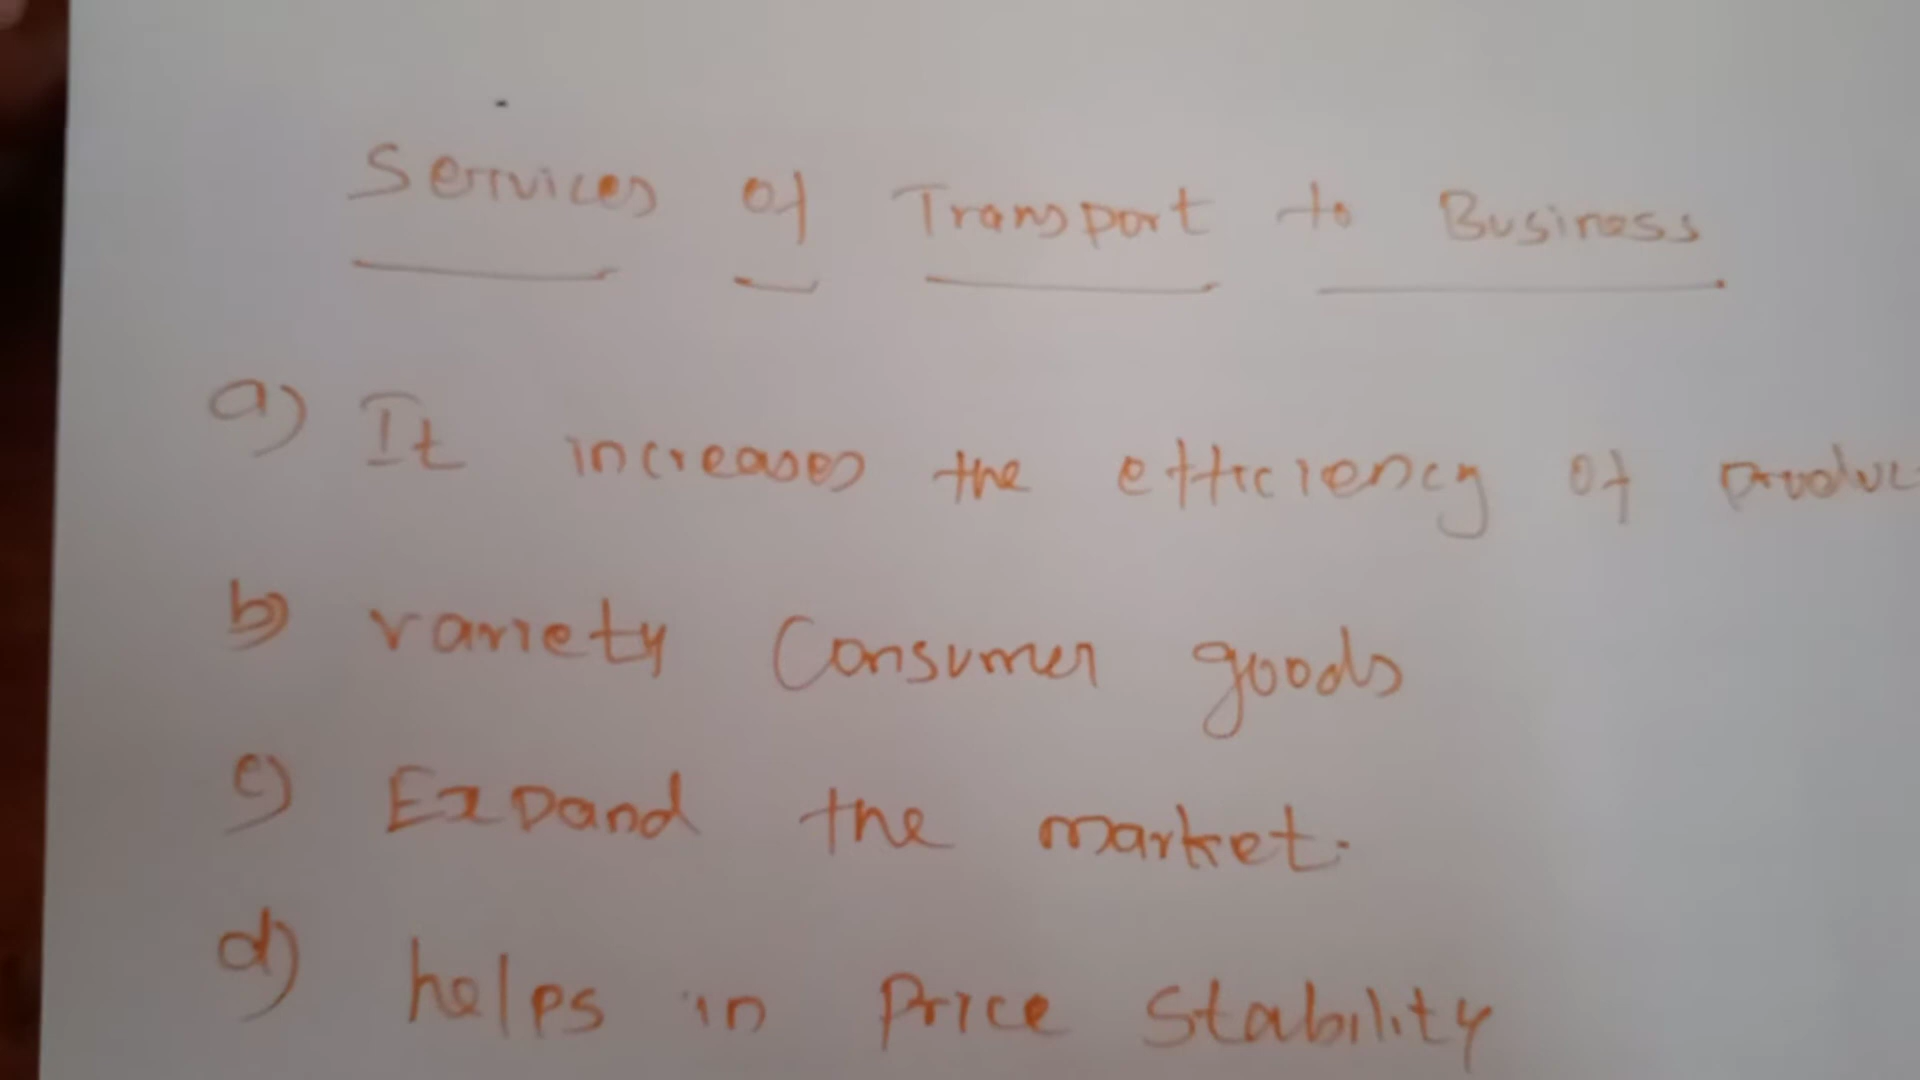 Services of Transport to Business
a) It increases the efficiency of produc
b) variety Consumer goods
c) Expand the market.
d) helps in Price Stability